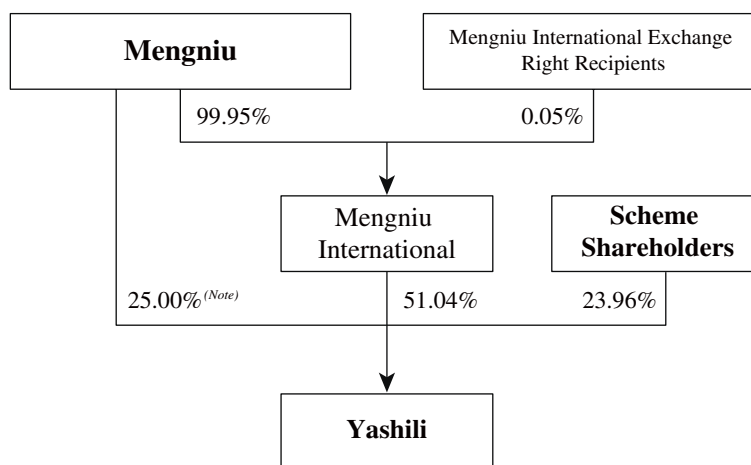 Mengniu
Mengniu International Exchange
Right Recipients
99.95%
0.05%
Mengniu
International
Scheme
Shareholders
25.00% (Note)
51.04%
23.96%
Yashili